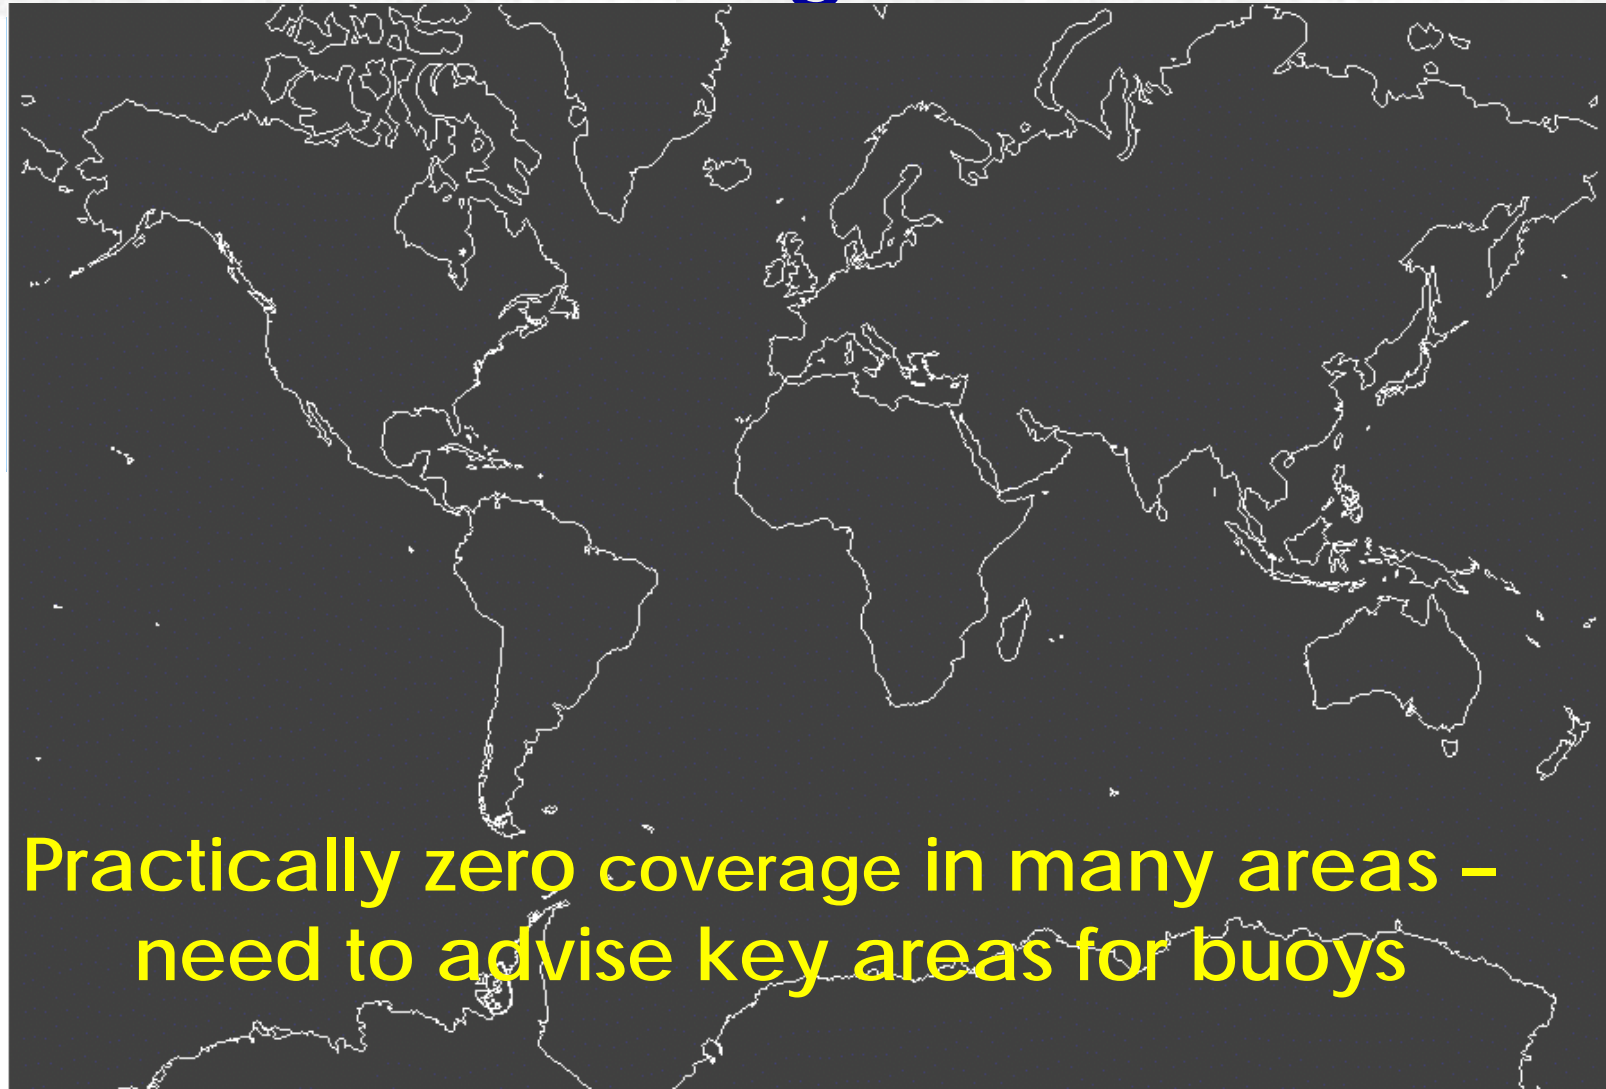 Practically zero coverage in many areas –
need to advise key areas for buoys